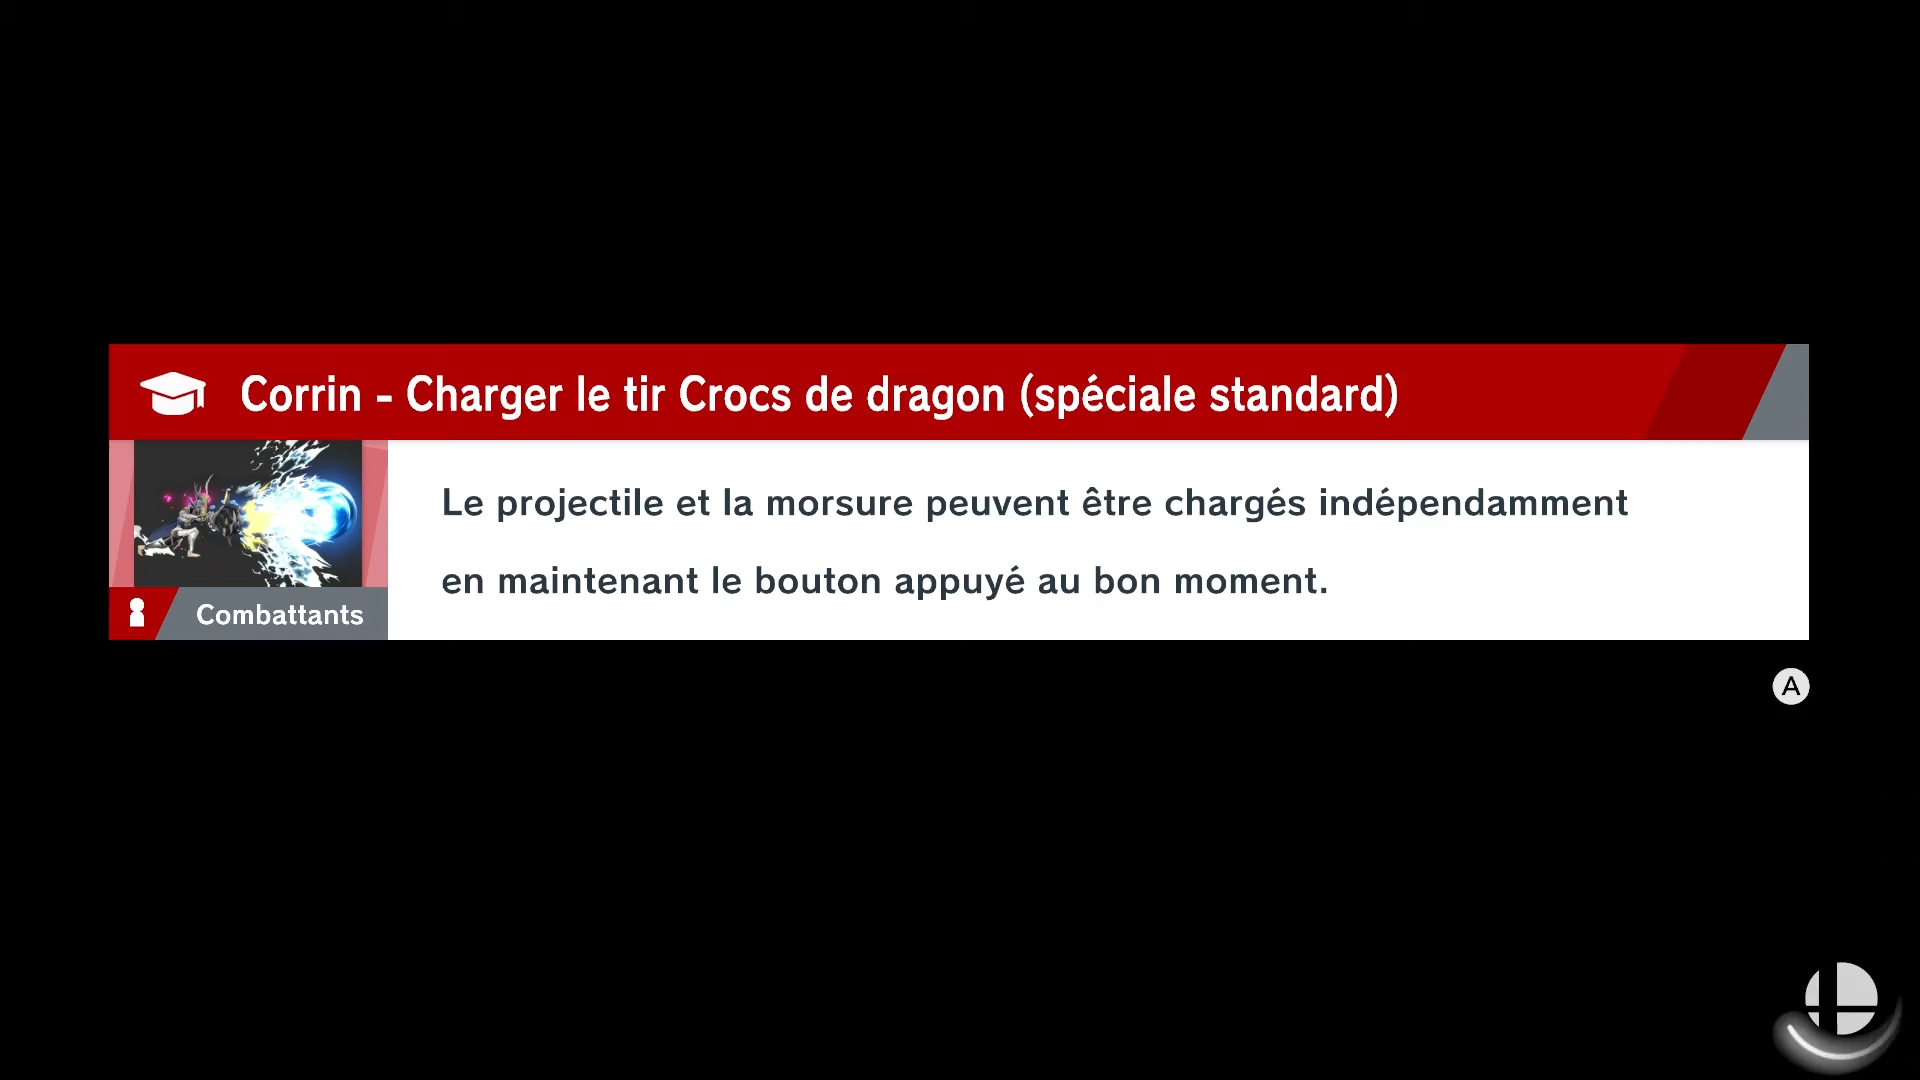 Corrin - Charger le tir Crocs de dragon (spéciale standard)
Le projectile et la morsure peuvent être chargés indépendamment
en maintenant le bouton appuyé au bon moment.
Combattants
A